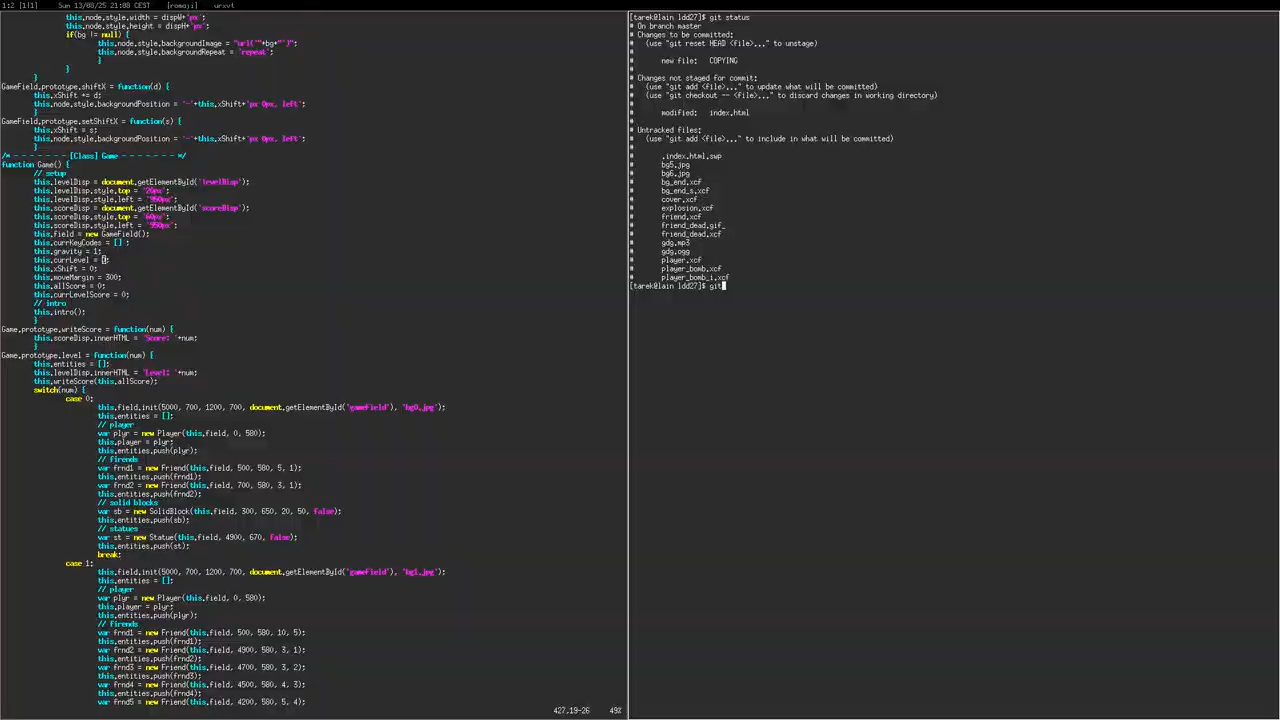 1:2 [1|1]    Sun 13/08/25 21:08 CEST    [romaji]    urxvt
this.node.style.width = dispW+'px';
this.node.style.height = dispH+'px';
if(bg != null) {
this.node.style.backgroundImage = "url('"+bg+"')";
this.node.style.backgroundRepeat = 'repeat';
}
}
}
GameField.prototype.shiftX = function(d) {
this.xShift += d;
this.node.style.backgroundPosition = '-'+this.xShift+'px 0px, left';
}
GameField.prototype.setShiftX = function(s) {
this.xShift = s;
this.node.style.backgroundPosition = '-'+this.xShift+'px 0px, left';
}
/* - - - - - - - [Class] Game - - - - - - - */
function Game() {
// setup
this.levelDisp = document.getElementById('levelDisp');
this.levelDisp.style.top = '20px';
this.levelDisp.style.left = '950px';
this.scoreDisp = document.getElementById('scoreDisp');
this.scoreDisp.style.top = '60px';
this.scoreDisp.style.left = '950px';
this.field = new GameField();
this.currKeyCodes = [] ;
this.gravity = 1;
this.currLevel = ;
this.xShift = 0;
this.moveMargin = 300;
this.allScore = 0;
this.currLevelScore = 0;
// intro
this.intro();
}
Game.prototype.writeScore = function(num) {
this.scoreDisp.innerHTML = 'Score: '+num;
}
Game.prototype.level = function(num) {
this.entities = [];
this.levelDisp.innerHTML = 'Level: '+num;
this.writeScore(this.allScore);
switch(num) {
case 0:
this.field.init(5000, 700, 1200, 700, document.getElementById('gameField'), 'bg0.jpg');
this.entities = [];
// player
var plyr = new Player(this.field, 0, 580);
this.player = plyr;
this.entities.push(plyr);
// firends
var frnd1 = new Friend(this.field, 500, 580, 5, 1);
this.entities.push(frnd1);
var frnd2 = new Friend(this.field, 700, 580, 3, 1);
this.entities.push(frnd2);
// solid blocks
var sb = new SolidBlock(this.field, 300, 650, 20, 50, false);
this.entities.push(sb);
// statues
var st = new Statue(this.field, 4900, 670, false);
this.entities.push(st);
break;
case 1:
this.field.init(5000, 700, 1200, 700, document.getElementById('gameField'), 'bg1.jpg');
this.entities = [];
// player
var plyr = new Player(this.field, 0, 580);
this.player = plyr;
this.entities.push(plyr);
// firends
var frnd1 = new Friend(this.field, 500, 580, 10, 5);
this.entities.push(frnd1);
var frnd2 = new Friend(this.field, 4900, 580, 3, 1);
this.entities.push(frnd2);
var frnd3 = new Friend(this.field, 4700, 580, 3, 2);
this.entities.push(frnd3);
var frnd4 = new Friend(this.field, 4500, 580, 4, 3);
this.entities.push(frnd4);
var frnd5 = new Friend(this.field, 4200, 580, 5, 4);
427,19-26    49%
[tarek@lain ldd27]$ git status
# On branch master
# Changes to be committed:
#   (use "git reset HEAD <file>..." to unstage)
#
#       new file:   COPYING
#
# Changes not staged for commit:
#   (use "git add <file>..." to update what will be committed)
#   (use "git checkout -- <file>..." to discard changes in working directory)
#
#       modified:   index.html
#
# Untracked files:
#   (use "git add <file>..." to include in what will be committed)
#
#       .index.html.swp
#       bg5.jpg
#       bg6.jpg
#       bg_end.xcf
#       bg_end_s.xcf
#       cover.xcf
#       explosion.xcf
#       friend.xcf
#       friend_dead.gif_
#       friend_dead.xcf
#       gdg.mp3
#       gdg.ogg
#       player.xcf
#       player_bomb.xcf
#       player_bomb_i.xcf
[tarek@lain ldd27]$ git